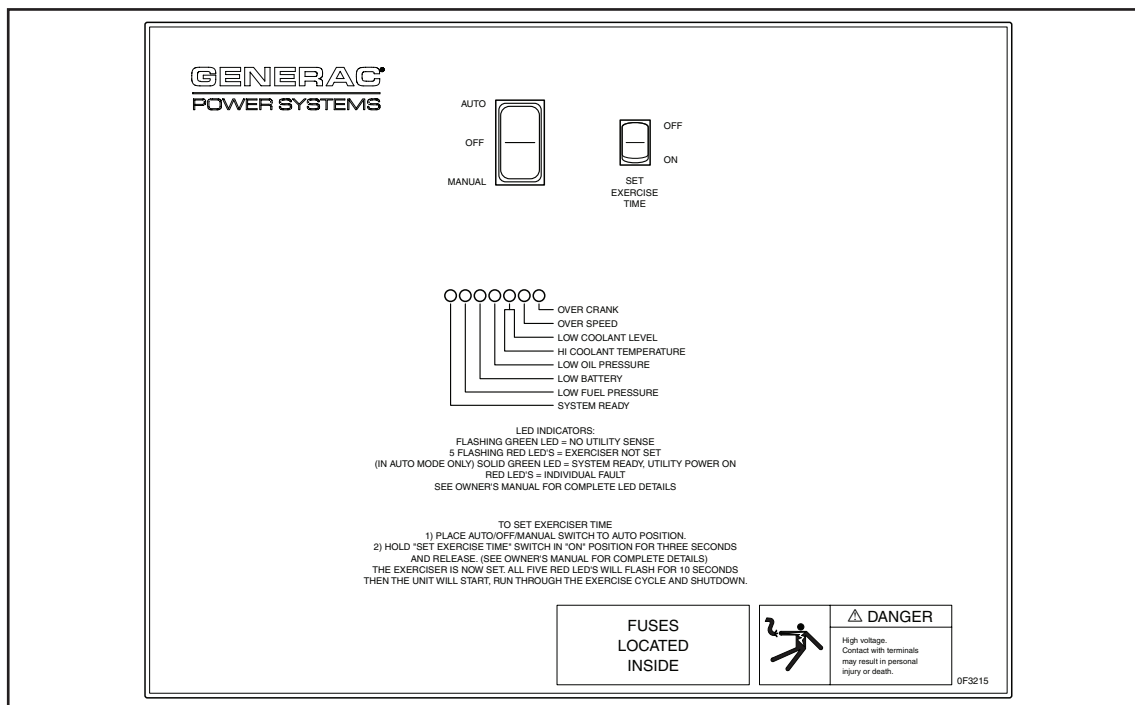 GENERAC
POWER SYSTEMS
AUTO
OFF
MANUAL
OFF
ON
SET
EXERCISE
TIME
OVER CRANK
OVER SPEED
LOW COOLANT LEVEL
HI COOLANT TEMPERATURE
LOW OIL PRESSURE
LOW BATTERY
LOW FUEL PRESSURE
SYSTEM READY
LED INDICATORS:
FLASHING GREEN LED = NO UTILITY SENSE
5 FLASHING RED LED'S = EXERCISER NOT SET
(IN AUTO MODE ONLY) SOLID GREEN LED = SYSTEM READY, UTILITY POWER ON
RED LED'S = INDIVIDUAL FAULT
SEE OWNER'S MANUAL FOR COMPLETE LED DETAILS
TO SET EXERCISER TIME
1) PLACE AUTO/OFF/MANUAL SWITCH TO AUTO POSITION.
2) HOLD "SET EXERCISE TIME" SWITCH IN "ON" POSITION FOR THREE SECONDS
AND RELEASE. (SEE OWNER'S MANUAL FOR COMPLETE DETAILS)
THE EXERCISER IS NOW SET. ALL FIVE RED LED'S WILL FLASH FOR 10 SECONDS
THEN THE UNIT WILL START, RUN THROUGH THE EXERCISE CYCLE AND SHUTDOWN.
FUSES
LOCATED
INSIDE
DANGER
High voltage.
Contact with terminals
may result in personal
injury or death.
0F3215